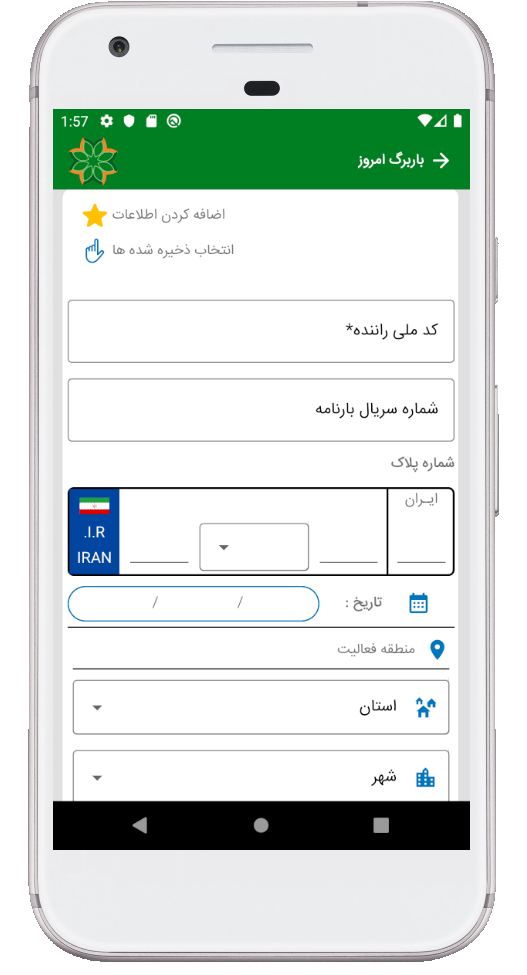 1:57
باربرگ امروز
اضافه کردن اطلاعات
انتخاب ذخیره شده ها
کد ملی راننده*
شماره سریال بارنامه
شماره پلاک
ایـران
I.R.
IRAN
تاریخ :
/ /
منطقه فعالیت
استان
شهر